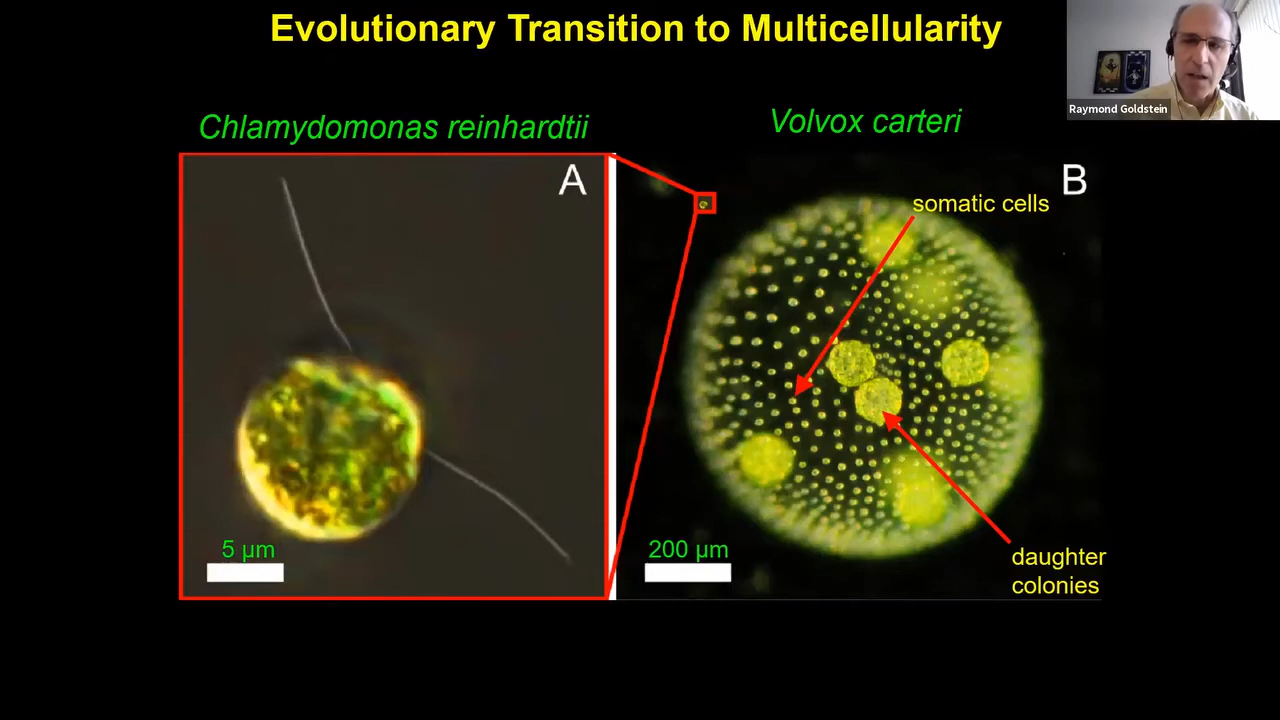 Evolutionary Transition to Multicellularity
Raymond Goldstein
Chlamydomonas reinhardtii
Volvox carteri
A
B
somatic cells
5 μm
200 μm
daughter
colonies